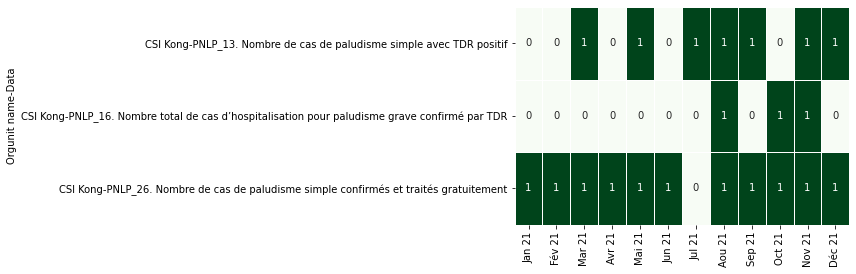 Orgunit name-Data
CSI Kong-PNLP_13. Nombre de cas de paludisme simple avec TDR positif
0 0 1 0 1 0 1 1 1 0 1 1
CSI Kong-PNLP_16. Nombre total de cas d’hospitalisation pour paludisme grave confirmé par TDR
0 0 0 0 0 0 0 1 0 1 1 0
CSI Kong-PNLP_26. Nombre de cas de paludisme simple confirmés et traités gratuitement
1 1 1 1 1 1 0 1 1 1 1 1
Jan 21
Fév 21
Mar 21
Avr 21
Mai 21
Jun 21
Jul 21
Aou 21
Sep 21
Oct 21
Nov 21
Déc 21